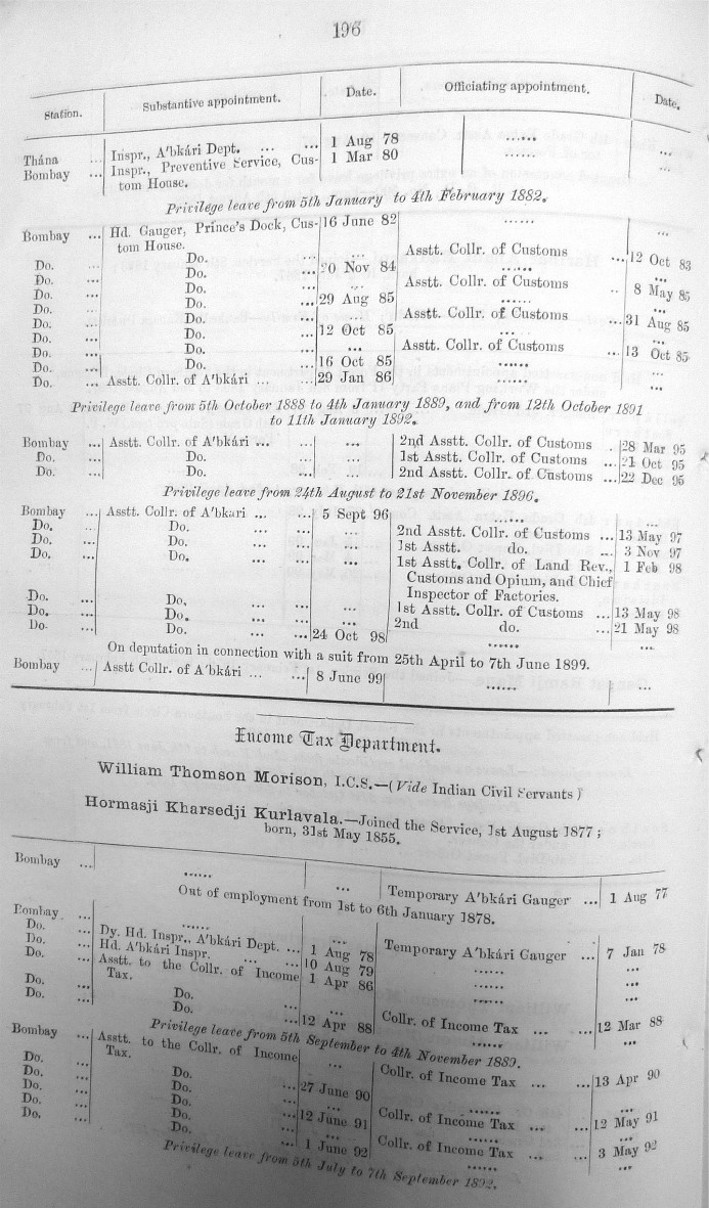 196
Station. Substantive appointment. Date. Officiating appointment. Date.
Thána ... Inspr., A'bkári Dept. ... ... 1 Aug 78 ...... ...
Bombay ... Inspr., Preventive Service, Cus- 1 Mar 80 ...... ...
tom House.
Privilege leave from 5th January to 4th February 1882.
Bombay ... Hd. Gauger, Prince's Dock, Cus- 16 June 82 ...... ...
tom House.
Do. ... Do. ... ... Asstt. Collr. of Customs 12 Oct 83
Do. ... Do. ... 20 Nov 84 ...... ...
Do. ... Do. ... ... Asstt. Collr. of Customs .. 8 May 85
Do. ... Do. ... 29 Aug 85 ...... ...
Do. ... Do. ... ... Asstt. Collr. of Customs ... 31 Aug 85
Do. ... Do. ... 12 Oct 85 ... ...
Do. ... Do. ... ... Asstt. Collr. of Customs ... 13 Oct 85
Do. ... Do. ... 16 Oct 85 ...... ...
Do. ... Asstt. Collr. of A'bkári ... ... 29 Jan 86 ...... ...
Privilege leave from 5th October 1888 to 4th January 1889, and from 12th October 1891
to 11th January 1892.
Bombay ... Asstt. Collr. of A'bkári ... ... ... 2nd Asstt. Collr. of Customs . 28 Mar 95
Do. ... Do. ... ... ... 1st Asstt. Collr. of Customs ... 21 Oct 95
Do. ... Do. ... ... ... 2nd Asstt. Collr. of Customs ... 22 Dec 95
Privilege leave from 24th August to 21st November 1896.
Bombay ... Asstt. Collr. of A'bkari ... ... 5 Sept 96 ...... ...
Do. ... Do. ... ... ... 2nd Asstt. Collr. of Customs ... 13 May 97
Do. ... Do. ... ... ... 1st Asstt. do. ... 3 Nov 97
Do. ... Do. ... ... ... 1st Asstt. Collr. of Land Rev., 1 Feb 98
Customs and Opium, and Chief
Inspector of Factories.
Do. ... Do. ... ... ... 1st Asstt. Collr. of Customs ... 13 May 98
Do. ... Do. ... ... ... 2nd do. ... 21 May 98
Do. ... Do. ... ... 24 Oct 98 ...... ...
On deputation in connection with a suit from 25th April to 7th June 1899.
Bombay ... Asstt Collr. of A'bkári ... ... 8 June 99 ...... ...
Income Tax Department.
William Thomson Morison, I.C.S.—(Vide Indian Civil Servants)
Hormasji Kharsedji Kurlavala.—Joined the Service, 1st August 1877;
born, 31st May 1855.
Bombay ... ...... ... Temporary A'bkári Gauger ... 1 Aug 77
Out of employment from 1st to 6th January 1878.
Bombay ... ...... ... Temporary A'bkári Gauger ... 7 Jan 78
Do. ... Dy. Hd. Inspr., A'bkári Dept. ... 1 Aug 78 ...... ...
Do. ... Hd. A'bkári Inspr. ... ... 10 Aug 79 ...... ...
Do. ... Asstt. to the Collr. of Income 1 Apr 86 ...... ...
Tax.
Do. ... Do. ... ... Collr. of Income Tax ... ... 12 Mar 88
Do. ... Do. ... 12 Apr 88 ...... ...
Privilege leave from 5th September to 4th November 1889.
Bombay ... Asstt. to the Collr. of Income ... Collr. of Income Tax ... ... 13 Apr 90
Tax.
Do. ... Do. ... 27 June 90 ...... ...
Do. ... Do. ... ... Collr. of Income Tax ... ... 12 May 91
Do. ... Do. ... 12 June 91 ...... ...
Do. ... Do. ... ... Collr. of Income Tax ... ... 3 May 92
Do. ... Do. ... 1 June 92 ...... ...
Privilege leave from 5th July to 7th September 1892.